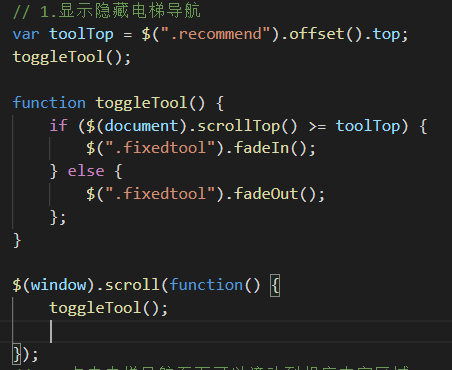 // 1.显示隐藏电梯导航
var toolTop = $(".recommend").offset().top;
toggleTool();
function toggleTool() {
    if ($(document).scrollTop() >= toolTop) {
        $(".fixedtool").fadeIn();
    } else {
        $(".fixedtool").fadeOut();
    };
}
$(window).scroll(function() {
    toggleTool();
});